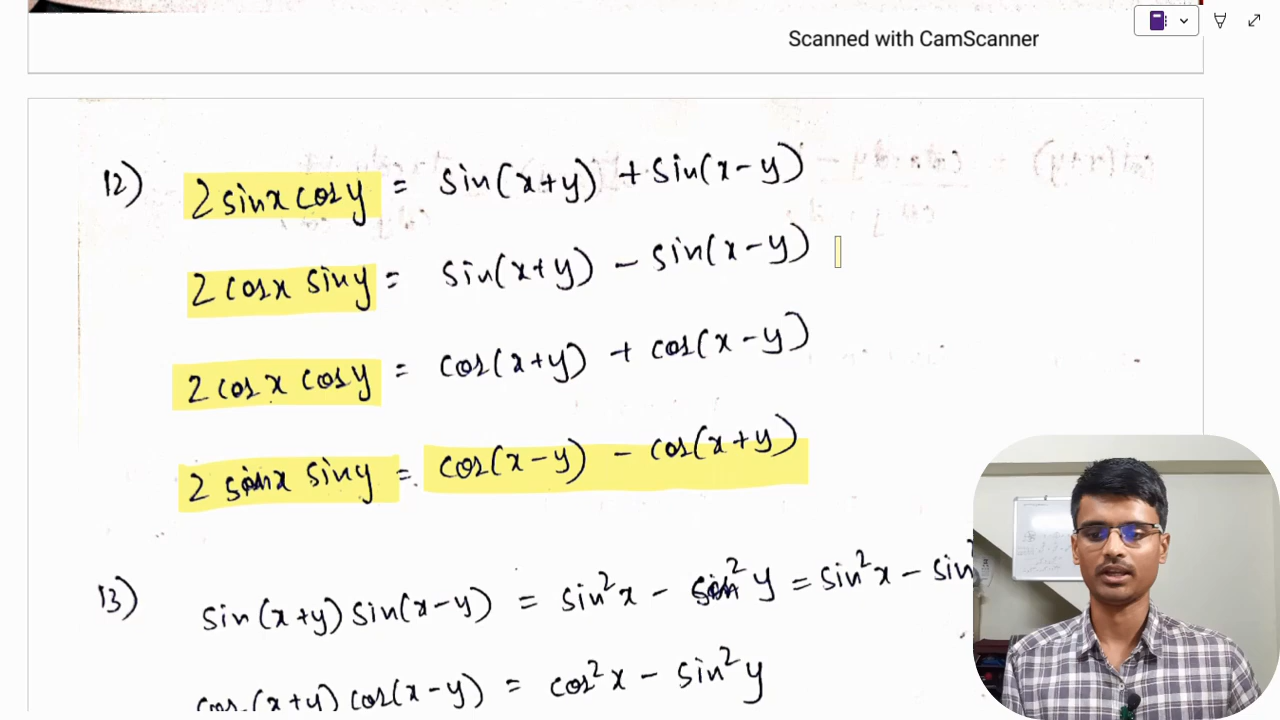 Scanned with CamScanner
12) 2 sinx cosy = sin(x+y) + sin(x-y)
2 cosx siny = sin(x+y) - sin(x-y)
2 cosx cosy = cos(x+y) + cos(x-y)
2 sinx siny = cos(x-y) - cos(x+y)
13) sin(x+y) sin(x-y) = sin²x - sin²y = sin²x - sin²
cos(x+y) cos(x-y) = cos²x - sin²y